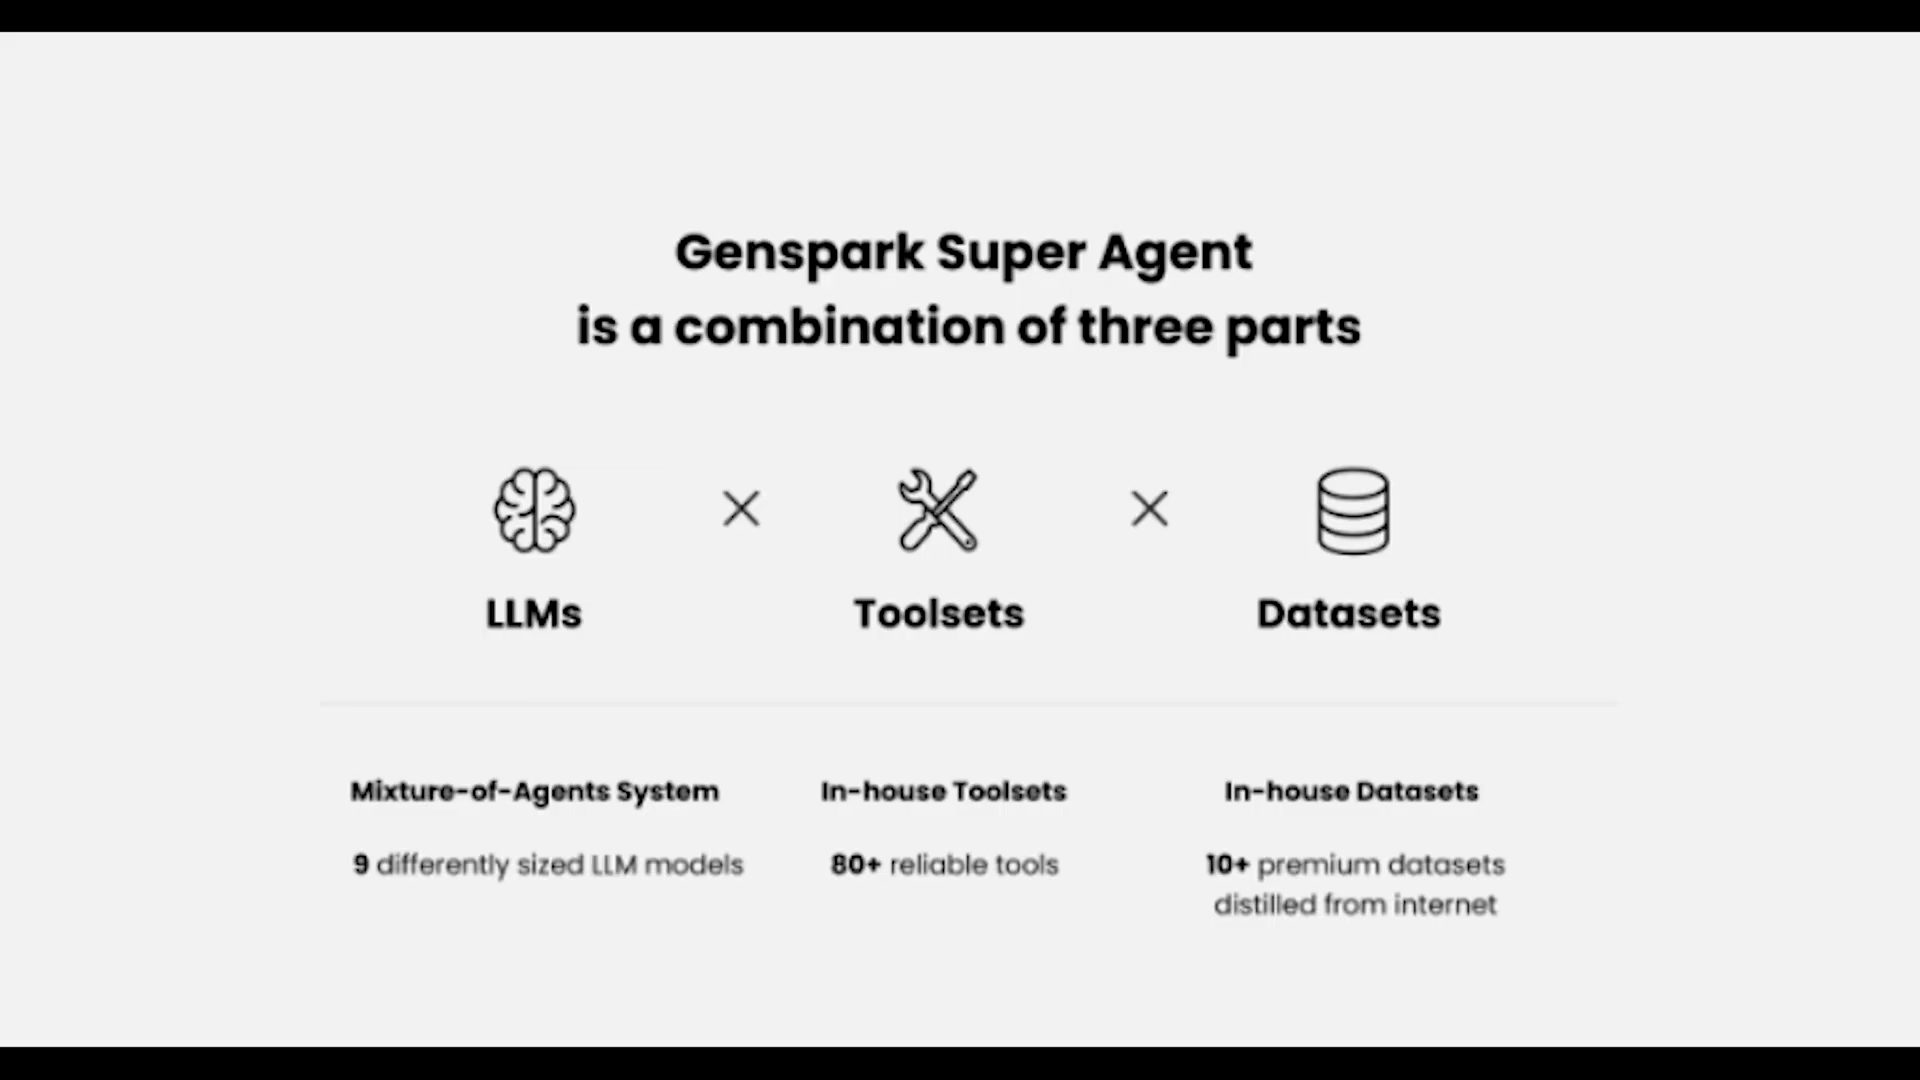 Genspark Super Agent
is a combination of three parts
LLMs
Toolsets
Datasets
Mixture-of-Agents System
9 differently sized LLM models
In-house Toolsets
80+ reliable tools
In-house Datasets
10+ premium datasets
distilled from internet